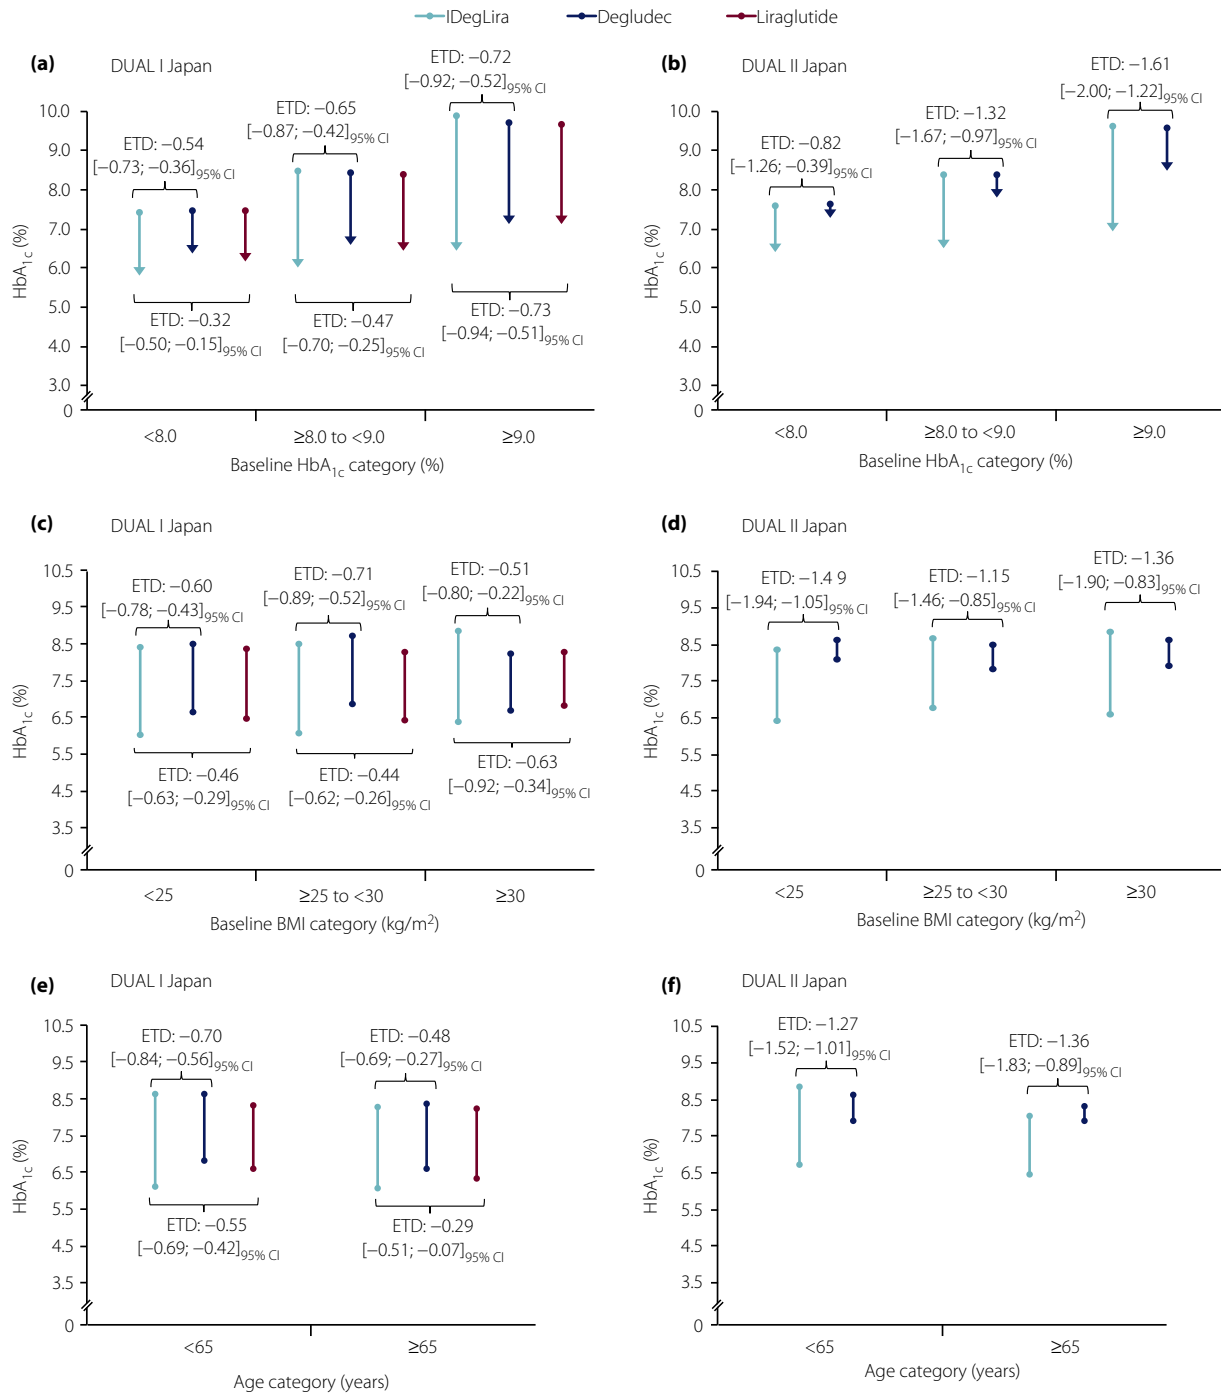 IDegLira Degludec Liraglutide
(a) DUAL I Japan
ETD: −0.72
[−0.92; −0.52]95% CI
ETD: −0.65
[−0.87; −0.42]95% CI
ETD: −0.54
[−0.73; −0.36]95% CI
HbA1c (%)
10.0
9.0
8.0
7.0
6.0
5.0
4.0
3.0
0
ETD: −0.32
[−0.50; −0.15]95% CI
ETD: −0.47
[−0.70; −0.25]95% CI
ETD: −0.73
[−0.94; −0.51]95% CI
<8.0 ≥8.0 to <9.0 ≥9.0
Baseline HbA1c category (%)
(b) DUAL II Japan
ETD: −1.61
[−2.00; −1.22]95% CI
ETD: −1.32
[−1.67; −0.97]95% CI
ETD: −0.82
[−1.26; −0.39]95% CI
HbA1c (%)
10.0
9.0
8.0
7.0
6.0
5.0
4.0
3.0
0
<8.0 ≥8.0 to <9.0 ≥9.0
Baseline HbA1c category (%)
(c) DUAL I Japan
ETD: −0.60
[−0.78; −0.43]95% CI
ETD: −0.71
[−0.89; −0.52]95% CI
ETD: −0.51
[−0.80; −0.22]95% CI
HbA1c (%)
10.5
9.5
8.5
7.5
6.5
5.5
4.5
3.5
0
ETD: −0.46
[−0.63; −0.29]95% CI
ETD: −0.44
[−0.62; −0.26]95% CI
ETD: −0.63
[−0.92; −0.34]95% CI
<25 ≥25 to <30 ≥30
Baseline BMI category (kg/m2)
(d) DUAL II Japan
ETD: −1.4 9
[−1.94; −1.05]95% CI
ETD: −1.15
[−1.46; −0.85]95% CI
ETD: −1.36
[−1.90; −0.83]95% CI
HbA1c (%)
10.5
9.5
8.5
7.5
6.5
5.5
4.5
3.5
0
<25 ≥25 to <30 ≥30
Baseline BMI category (kg/m2)
(e) DUAL I Japan
ETD: −0.70
[−0.84; −0.56]95% CI
ETD: −0.48
[−0.69; −0.27]95% CI
HbA1c (%)
10.5
9.5
8.5
7.5
6.5
5.5
4.5
3.5
0
ETD: −0.55
[−0.69; −0.42]95% CI
ETD: −0.29
[−0.51; −0.07]95% CI
<65 ≥65
Age category (years)
(f) DUAL II Japan
ETD: −1.27
[−1.52; −1.01]95% CI
ETD: −1.36
[−1.83; −0.89]95% CI
HbA1c (%)
10.5
9.5
8.5
7.5
6.5
5.5
4.5
3.5
0
<65 ≥65
Age category (years)